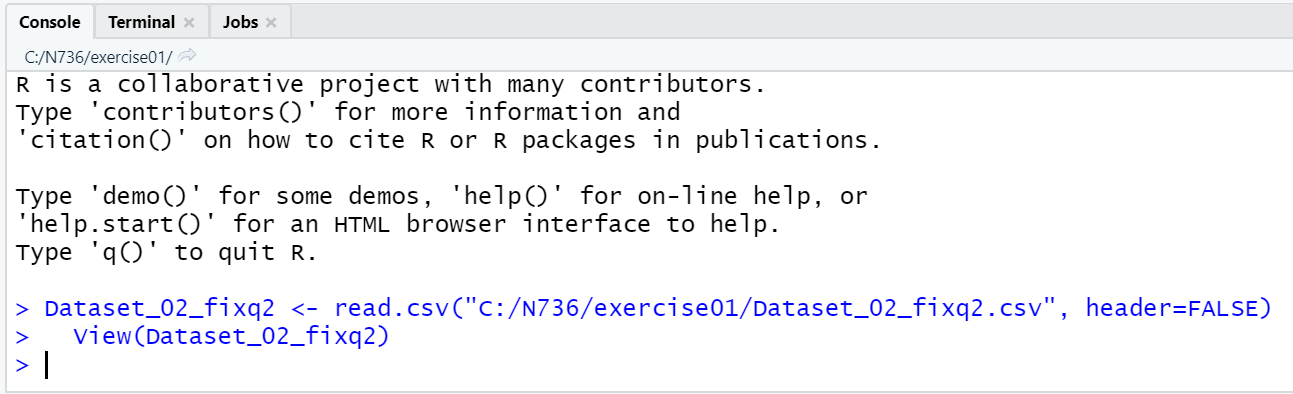 Console Terminal × Jobs ×
C:/N736/exercise01/
R is a collaborative project with many contributors.
Type 'contributors()' for more information and
'citation()' on how to cite R or R packages in publications.
Type 'demo()' for some demos, 'help()' for on-line help, or
'help.start()' for an HTML browser interface to help.
Type 'q()' to quit R.
> Dataset_02_fixq2 <- read.csv("C:/N736/exercise01/Dataset_02_fixq2.csv", header=FALSE)
>   View(Dataset_02_fixq2)
>